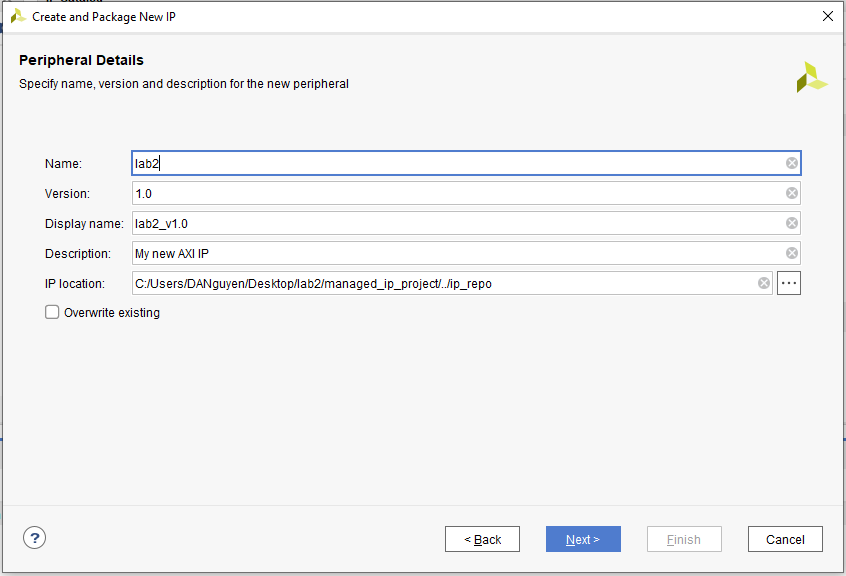 Create and Package New IP
Peripheral Details
Specify name, version and description for the new peripheral
Name: lab2
Version: 1.0
Display name: lab2_v1.0
Description: My new AXI IP
IP location: C:/Users/DANguyen/Desktop/lab2/managed_ip_project/../ip_repo ...
Overwrite existing
? < Back Next > Finish Cancel